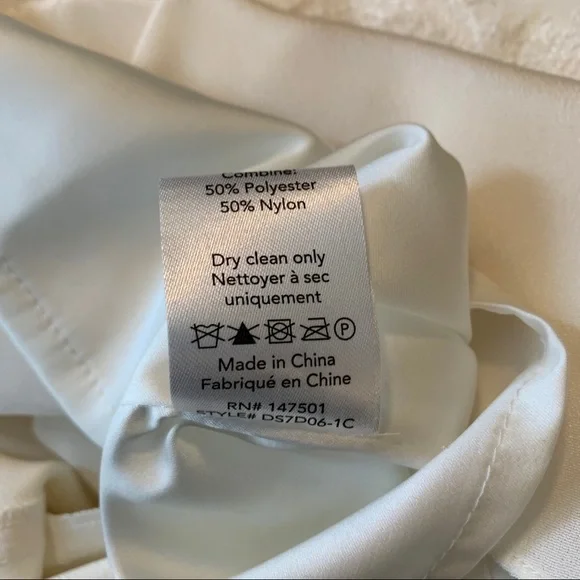 Combine:
50% Polyester
50% Nylon
Dry clean only
Nettoyer à sec
uniquement
P
Made in China
Fabriqué en Chine
RN# 147501
STYLE# DS7D06-1C